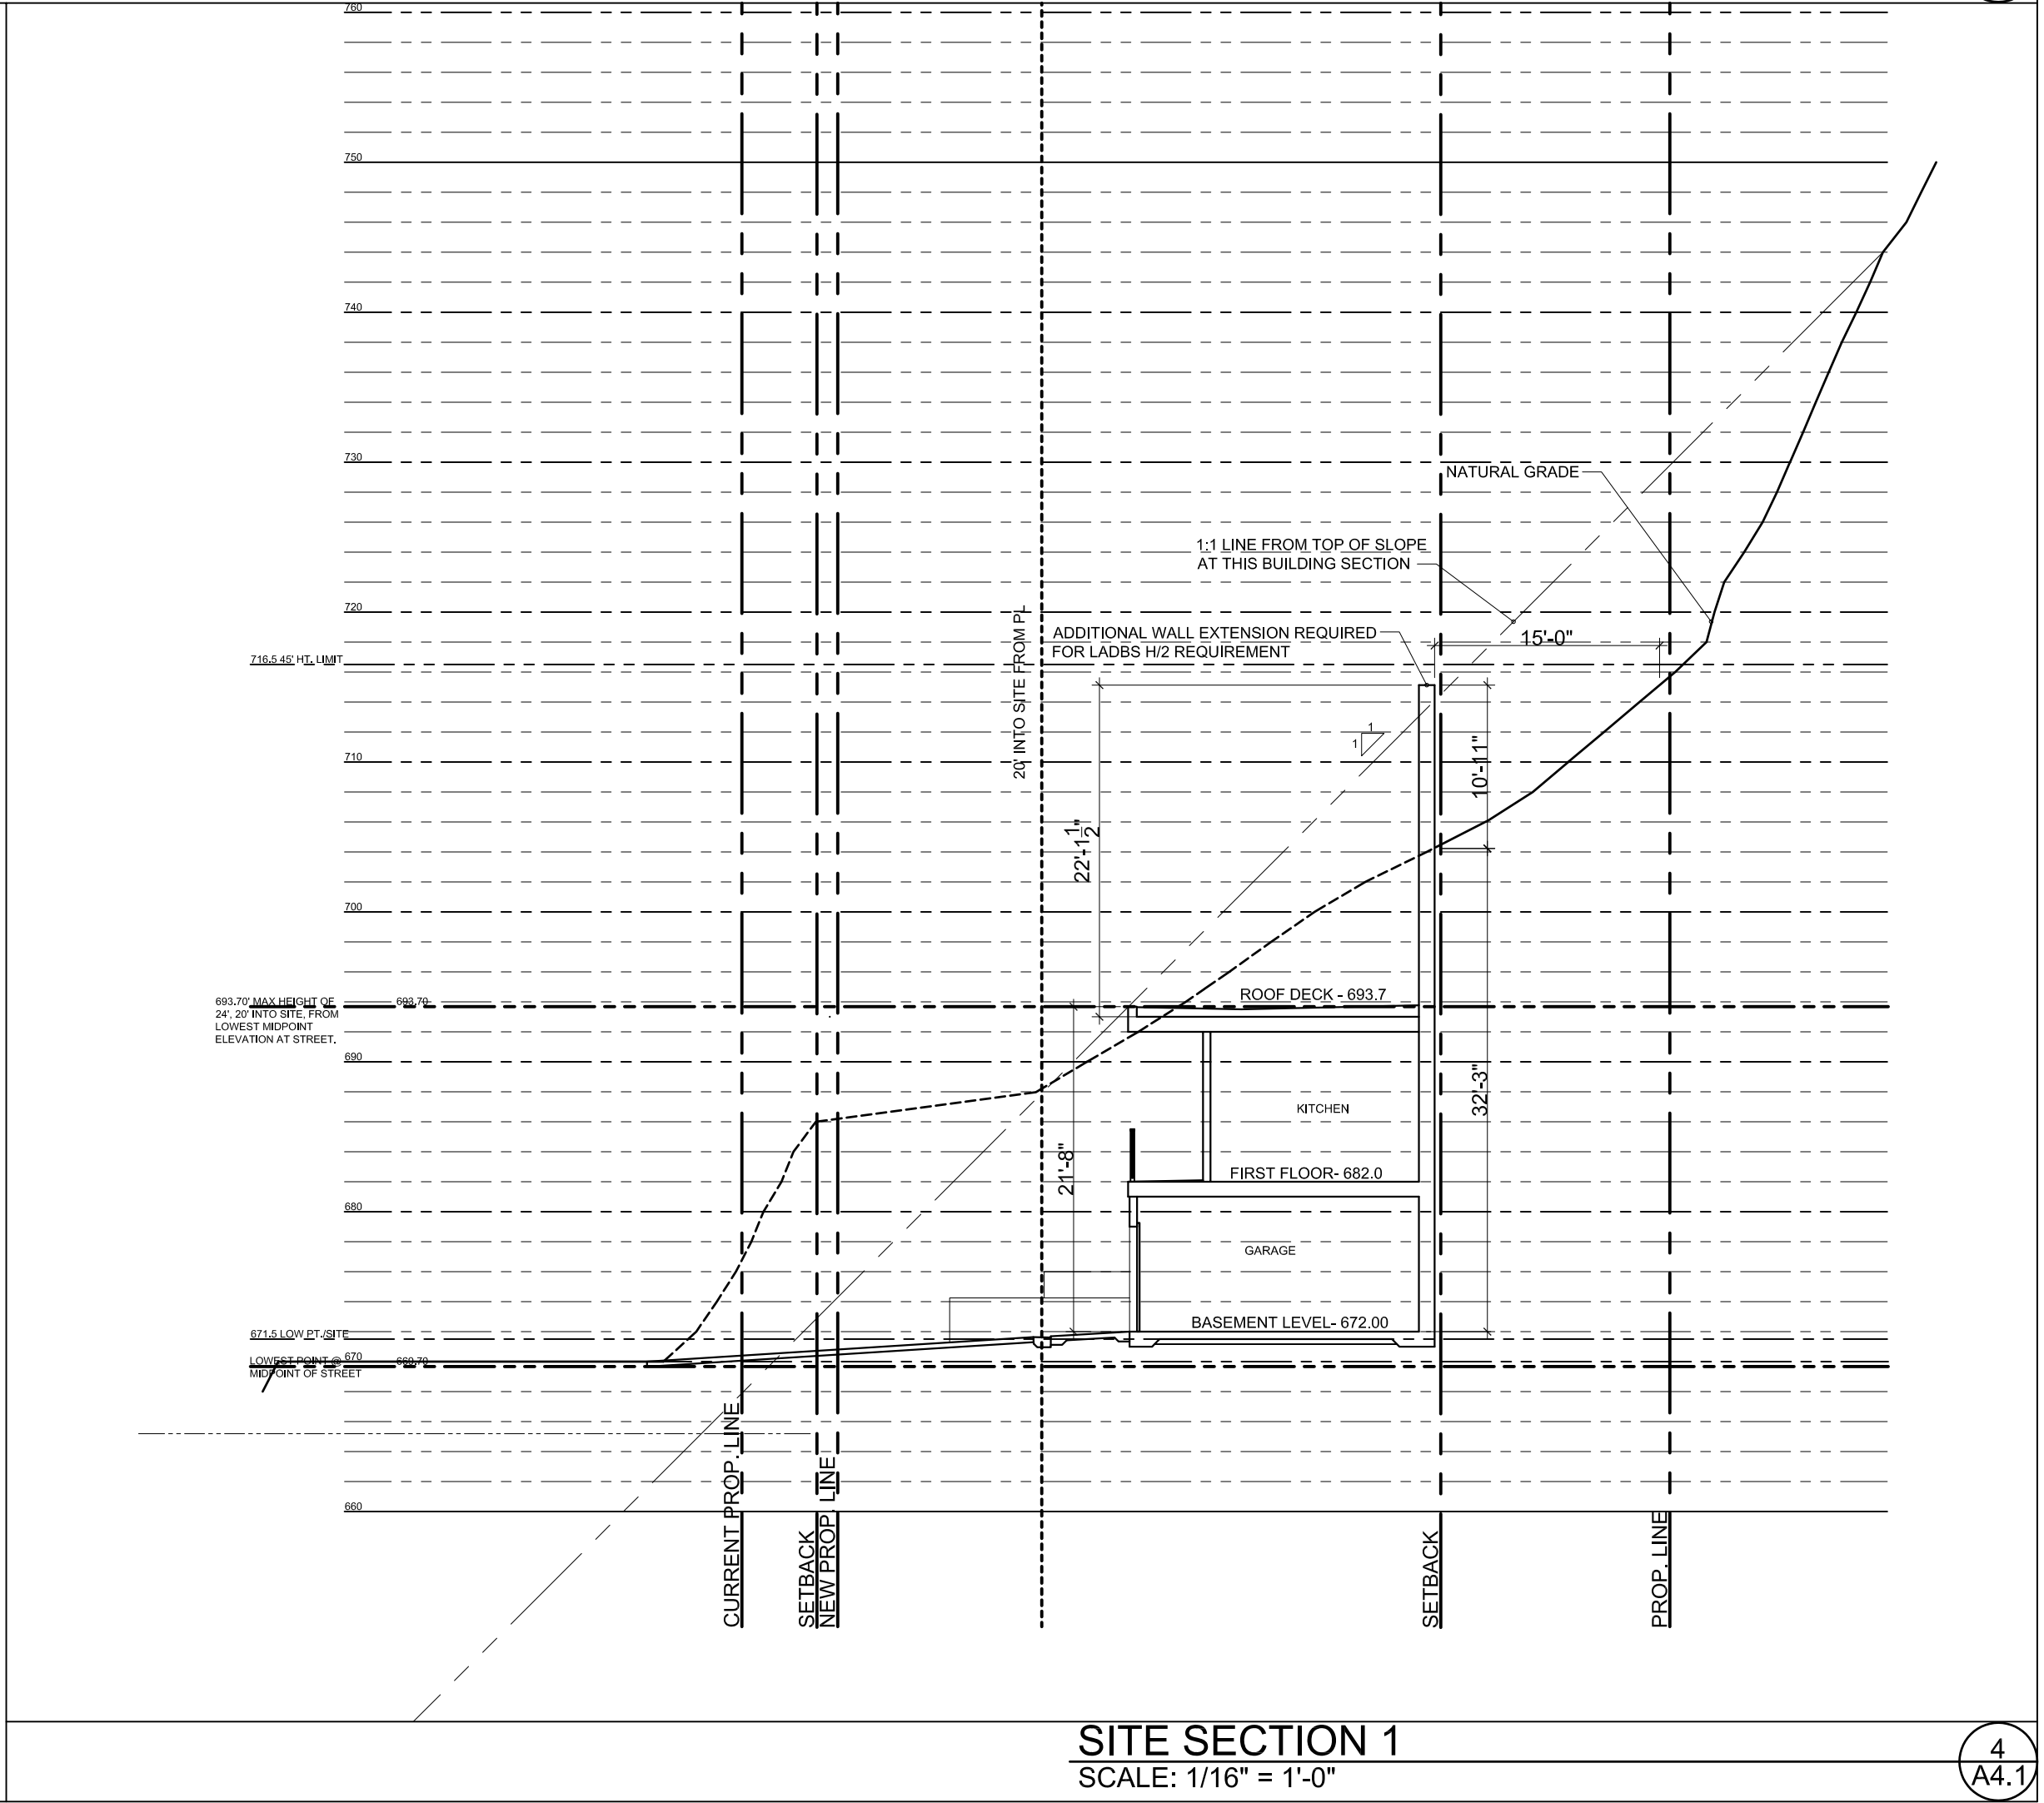 760
750
740
730
NATURAL GRADE
1:1 LINE FROM TOP OF SLOPE
AT THIS BUILDING SECTION
720
20' INTO SITE FROM PL
ADDITIONAL WALL EXTENSION REQUIRED
FOR LADBS H/2 REQUIREMENT
15'-0"
716.5 45' HT. LIMIT
1
1
710
10'-11"
22'-1 1/2"
700
693.70' MAX HEIGHT OF
24', 20' INTO SITE, FROM
LOWEST MIDPOINT
ELEVATION AT STREET.
693.70
ROOF DECK - 693.7
690
32'-3"
KITCHEN
21'-8"
FIRST FLOOR- 682.0
680
GARAGE
BASEMENT LEVEL- 672.00
671.5 LOW PT./SITE
670
LOWEST POINT @
MIDPOINT OF STREET
669.70
660
CURRENT PROP. LINE
SETBACK
NEW PROP. LINE
SETBACK
PROP. LINE
SITE SECTION 1
SCALE: 1/16" = 1'-0"
4
A4.1